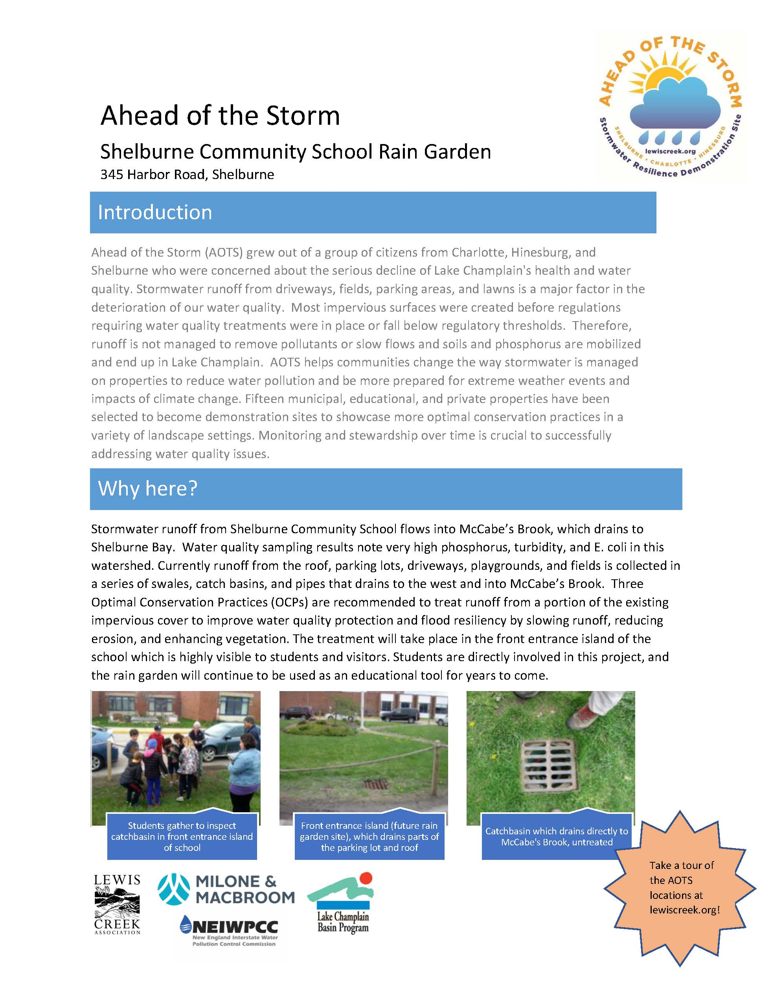 AHEAD OF THE STORM
lewiscreek.org
SHELBURNE • CHARLOTTE • HINESBURG
Stormwater Resilience Demonstration Site
Ahead of the Storm
Shelburne Community School Rain Garden
345 Harbor Road, Shelburne
Introduction
Ahead of the Storm (AOTS) grew out of a group of citizens from Charlotte, Hinesburg, and
Shelburne who were concerned about the serious decline of Lake Champlain's health and water
quality. Stormwater runoff from driveways, fields, parking areas, and lawns is a major factor in the
deterioration of our water quality.  Most impervious surfaces were created before regulations
requiring water quality treatments were in place or fall below regulatory thresholds.  Therefore,
runoff is not managed to remove pollutants or slow flows and soils and phosphorus are mobilized
and end up in Lake Champlain.  AOTS helps communities change the way stormwater is managed
on properties to reduce water pollution and be more prepared for extreme weather events and
impacts of climate change. Fifteen municipal, educational, and private properties have been
selected to become demonstration sites to showcase more optimal conservation practices in a
variety of landscape settings. Monitoring and stewardship over time is crucial to successfully
addressing water quality issues.
Why here?
Stormwater runoff from Shelburne Community School flows into McCabe’s Brook, which drains to
Shelburne Bay.  Water quality sampling results note very high phosphorus, turbidity, and E. coli in this
watershed. Currently runoff from the roof, parking lots, driveways, playgrounds, and fields is collected in
a series of swales, catch basins, and pipes that drains to the west and into McCabe’s Brook.  Three
Optimal Conservation Practices (OCPs) are recommended to treat runoff from a portion of the existing
impervious cover to improve water quality protection and flood resiliency by slowing runoff, reducing
erosion, and enhancing vegetation. The treatment will take place in the front entrance island of the
school which is highly visible to students and visitors. Students are directly involved in this project, and
the rain garden will continue to be used as an educational tool for years to come.
Students gather to inspect
catchbasin in front entrance island
of school
Front entrance island (future rain
garden site), which drains parts of
the parking lot and roof
Catchbasin which drains directly to
McCabe's Brook, untreated
Take a tour of
the AOTS
locations at
lewiscreek.org!
LEWIS
CREEK
ASSOCIATION
MILONE &
MACBROOM
NEIWPCC
New England Interstate Water
Pollution Control Commission
Lake Champlain
Basin Program